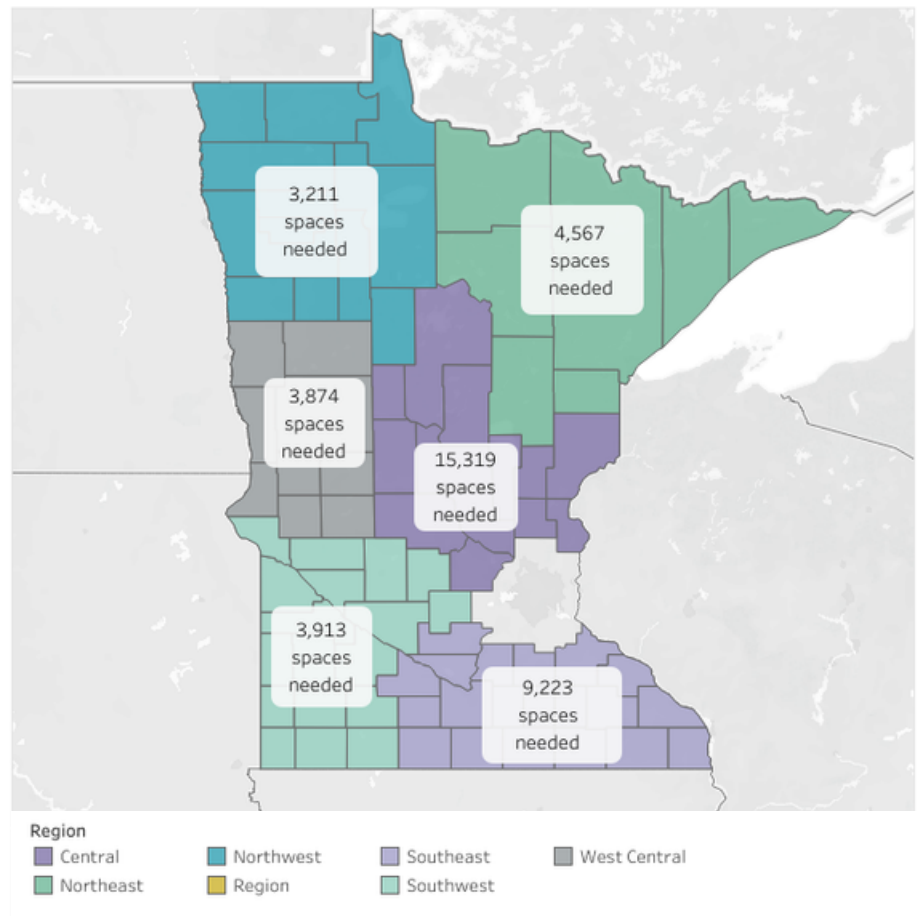 3,211
spaces
needed
4,567
spaces
needed
3,874
spaces
needed
15,319
spaces
needed
3,913
spaces
needed
9,223
spaces
needed
Region
Central
Northwest
Southeast
West Central
Northeast
Region
Southwest